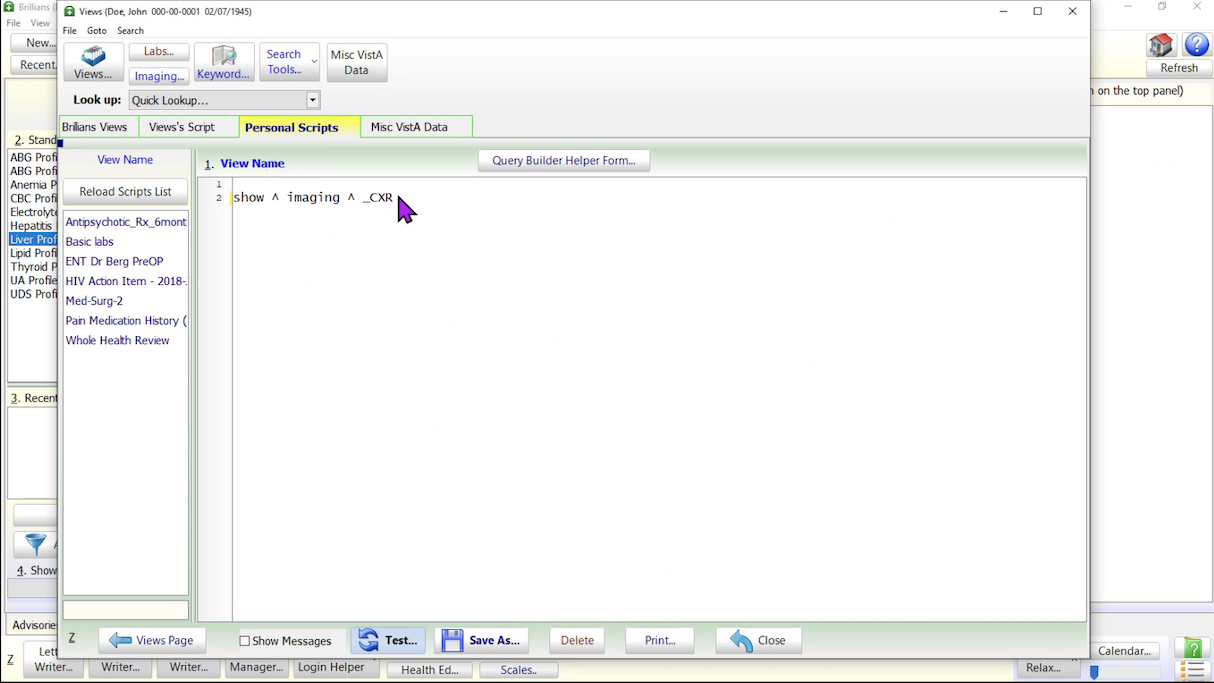 Brillians (
Views (Doe, John 000-00-0001 02/07/1945)
File View
File Goto Search
New...
Recent
Views...
Labs...
Imaging...
Keyword...
Search
Tools...
Misc VistA
Data
Refresh
Look up: Quick Lookup...
n on the top panel)
Brillians Views
Views's Script
Personal Scripts
Misc VistA Data
2. Stand
ABG Profi
ABG Profi
Anemia P
CBC Profi
Electrolyte
Hepatitis
Liver Prof
Lipid Profi
Thyroid P
UA Profile
UDS Profi
3. Recent
4. Show
Advisories
View Name
Reload Scripts List
Antipsychotic_Rx_6mont
Basic labs
ENT Dr Berg PreOP
HIV Action Item - 2018-
Med-Surg-2
Pain Medication History (
Whole Health Review
1. View Name
Query Builder Helper Form...
1
2 show ^ imaging ^ _CXR
Z
Views Page
Show Messages
Test...
Save As...
Delete
Print...
Close
Z
Lett
Writer...
Writer...
Writer...
Manager...
Login Helper
Health Ed...
Scales..
Relax...
Calendar...